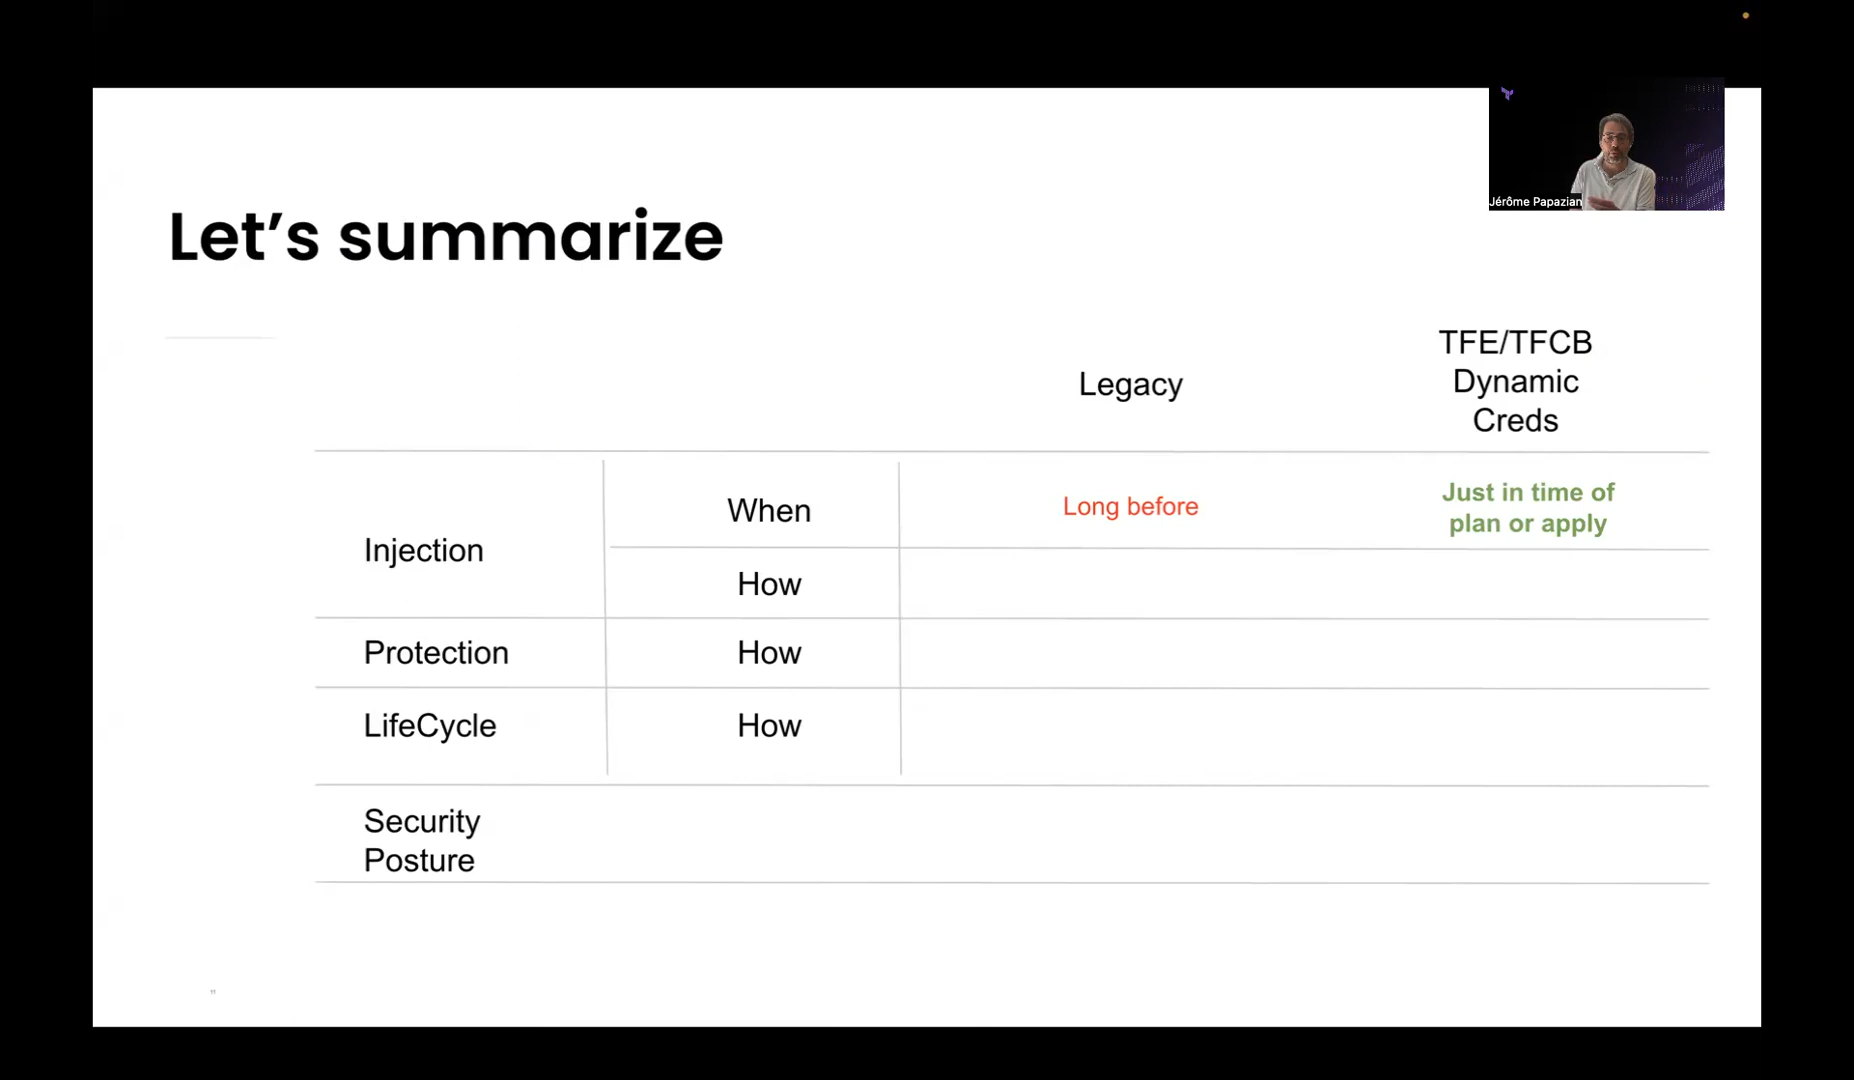 Jérôme Papazian
Let's summarize
Legacy
TFE/TFCB
Dynamic
Creds
Injection
When
Long before
Just in time of
plan or apply
How
Protection
How
LifeCycle
How
Security
Posture